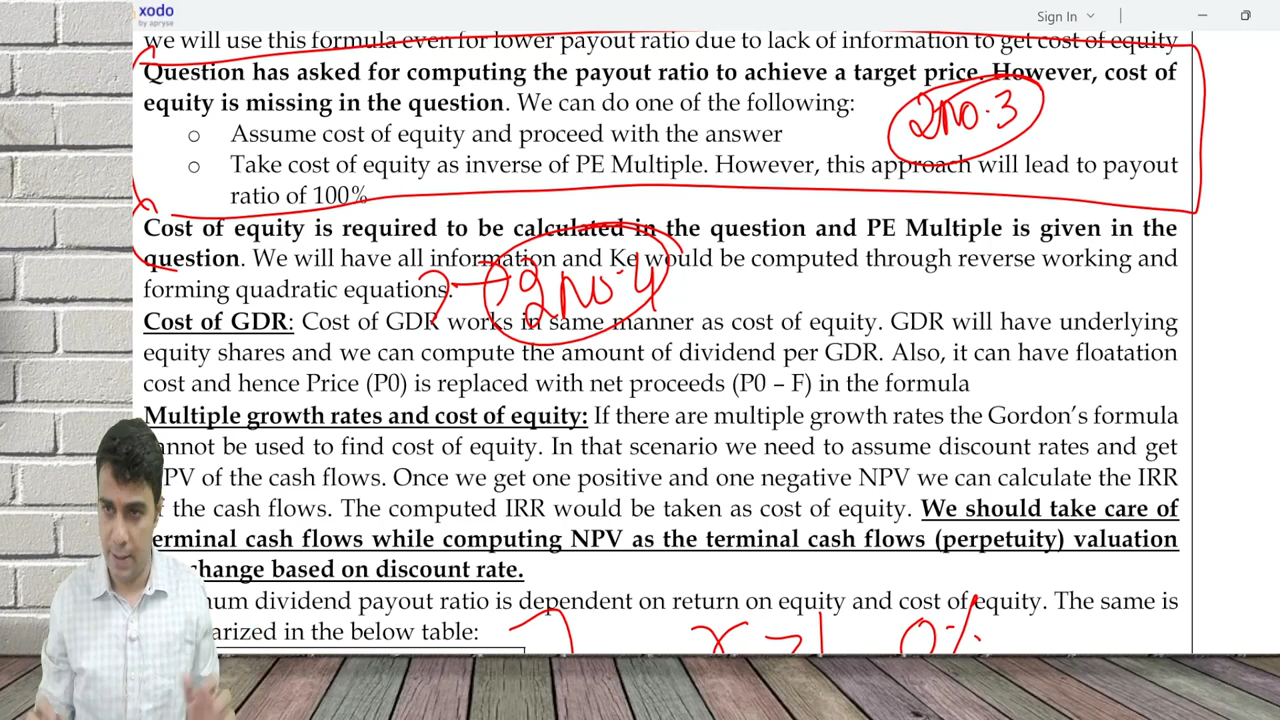 xodo
by apryse
Sign In
we will use this formula even for lower payout ratio due to lack of information to get cost of equity
Question has asked for computing the payout ratio to achieve a target price. However, cost of
equity is missing in the question. We can do one of the following:
2No.3
o Assume cost of equity and proceed with the answer
o Take cost of equity as inverse of PE Multiple. However, this approach will lead to payout
ratio of 100%
Cost of equity is required to be calculated in the question and PE Multiple is given in the
question. We will have all information and Ke would be computed through reverse working and
forming quadratic equations.
2No.4
Cost of GDR: Cost of GDR works in same manner as cost of equity. GDR will have underlying
equity shares and we can compute the amount of dividend per GDR. Also, it can have floatation
cost and hence Price (P0) is replaced with net proceeds (P0 – F) in the formula
Multiple growth rates and cost of equity: If there are multiple growth rates the Gordon's formula
cannot be used to find cost of equity. In that scenario we need to assume discount rates and get
NPV of the cash flows. Once we get one positive and one negative NPV we can calculate the IRR
of the cash flows. The computed IRR would be taken as cost of equity. We should take care of
terminal cash flows while computing NPV as the terminal cash flows (perpetuity) valuation
change based on discount rate.
dividend payout ratio is dependent on return on equity and cost of equity. The same is
in the below table:
0%